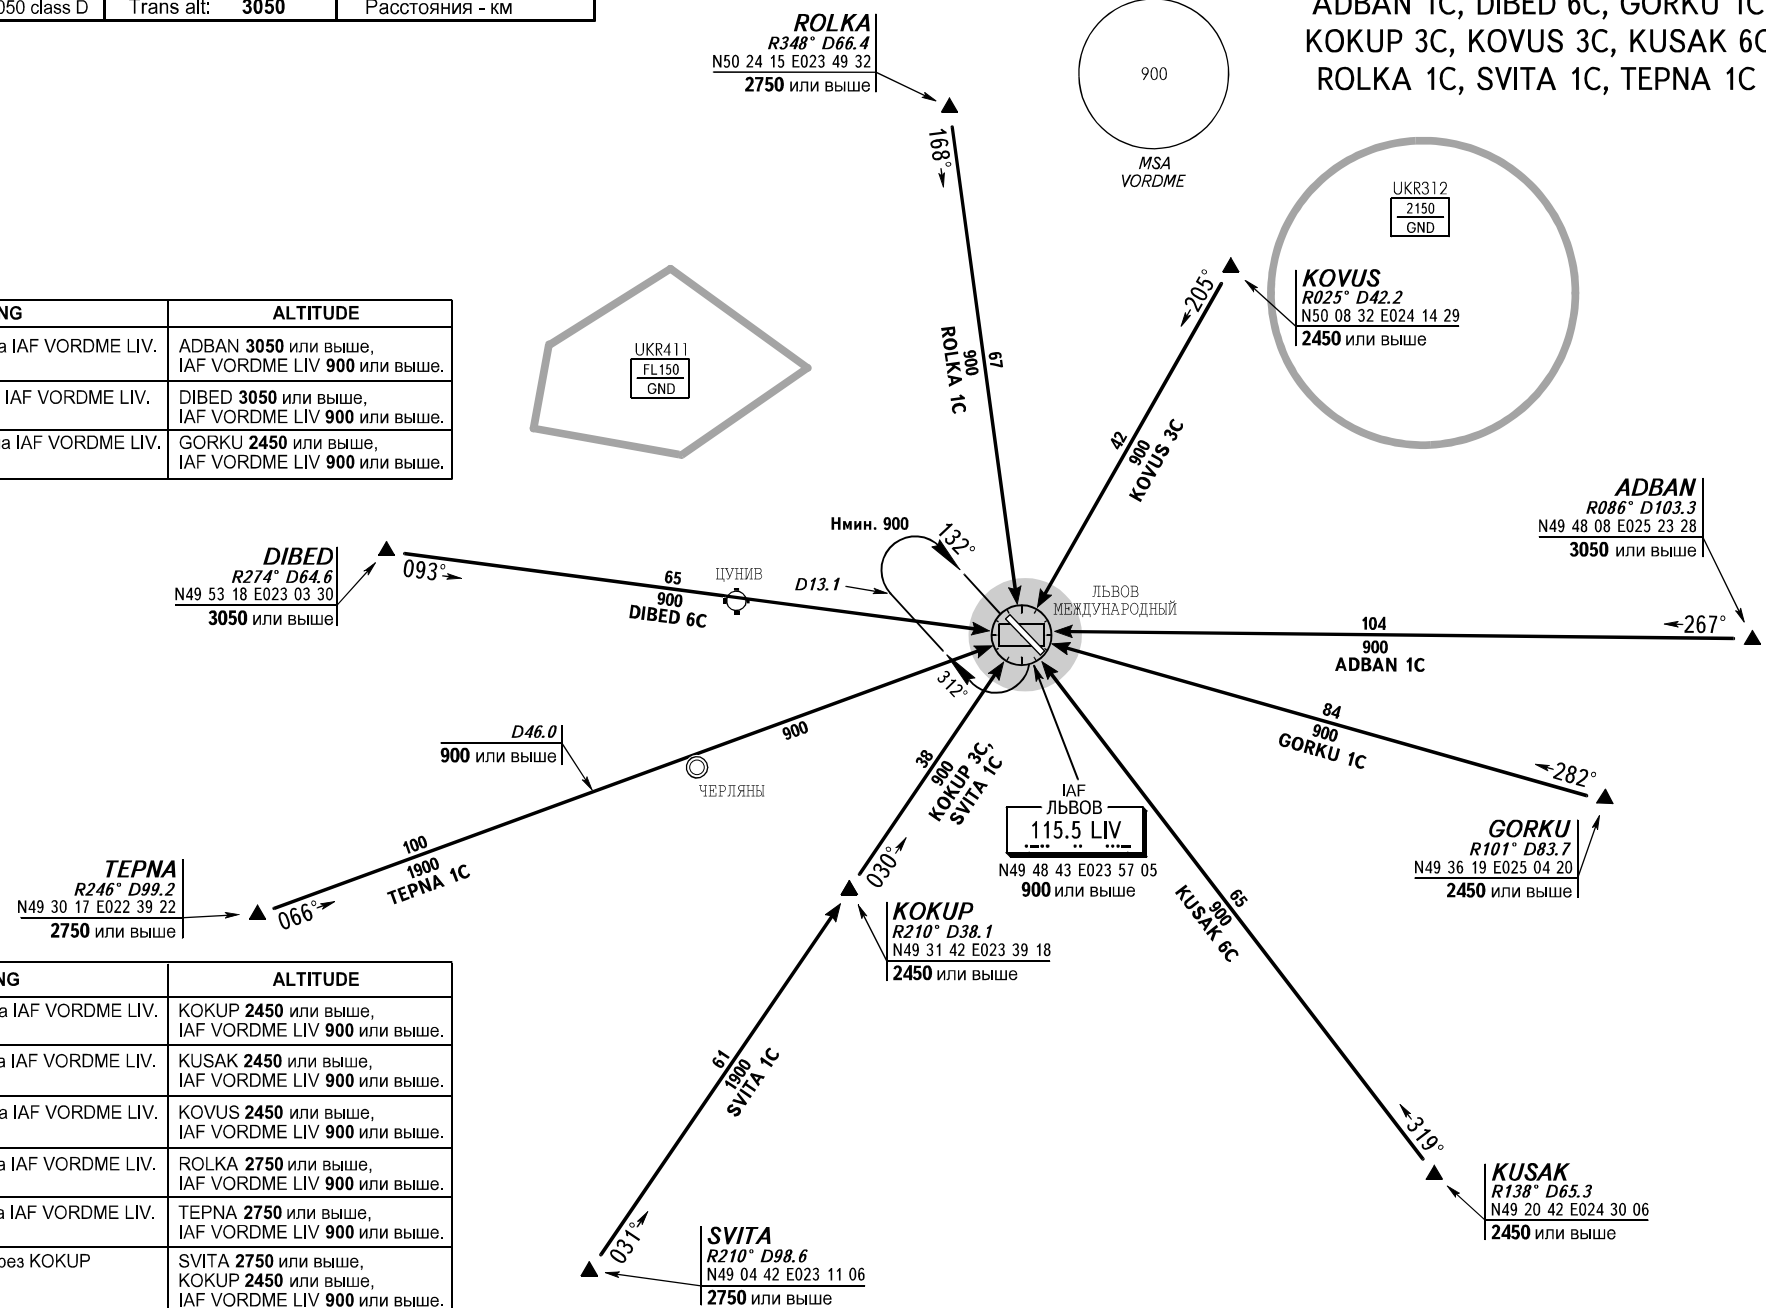 050 class D
Trans alt: 3050
Расстояния - км
ADBAN 1C, DIBED 6C, GORKU 1C
KOKUP 3C, KOVUS 3C, KUSAK 6C
ROLKA 1C, SVITA 1C, TEPNA 1C
ROLKA
R348° D66.4
N50 24 15 E023 49 32
2750 или выше
168°
900
MSA
VORDME
UKR312
2150
GND
KOVUS
R025° D42.2
N50 08 32 E024 14 29
2450 или выше
205°
67
900
ROLKA 1C
42
900
KOVUS 3C
UKR411
FL150
GND
NG
ALTITUDE
а IAF VORDME LIV.
ADBAN 3050 или выше,
IAF VORDME LIV 900 или выше.
IAF VORDME LIV.
DIBED 3050 или выше,
IAF VORDME LIV 900 или выше.
а IAF VORDME LIV.
GORKU 2450 или выше,
IAF VORDME LIV 900 или выше.
ADBAN
R086° D103.3
N49 48 08 E025 23 28
3050 или выше
267°
104
900
ADBAN 1C
Hмин. 900
132°
D13.1
312°
DIBED
R274° D64.6
N49 53 18 E023 03 30
3050 или выше
093°
65
900
DIBED 6C
ЦУНИВ
ЛЬВОВ
МЕЖДУНАРОДНЫЙ
84
900
GORKU 1C
282°
GORKU
R101° D83.7
N49 36 19 E025 04 20
2450 или выше
D46.0
900 или выше
900
ЧЕРЛЯНЫ
100
1900
TEPNA 1C
066°
TEPNA
R246° D99.2
N49 30 17 E022 39 22
2750 или выше
38
900
KOKUP 3C,
SVITA 1C
030°
IAF
ЛЬВОВ
115.5 LIV
N49 48 43 E023 57 05
900 или выше
KOKUP
R210° D38.1
N49 31 42 E023 39 18
2450 или выше
65
900
KUSAK 6C
319°
KUSAK
R138° D65.3
N49 20 42 E024 30 06
2450 или выше
61
1900
SVITA 1C
031°
SVITA
R210° D98.6
N49 04 42 E023 11 06
2750 или выше
NG
ALTITUDE
а IAF VORDME LIV.
KOKUP 2450 или выше,
IAF VORDME LIV 900 или выше.
а IAF VORDME LIV.
KUSAK 2450 или выше,
IAF VORDME LIV 900 или выше.
а IAF VORDME LIV.
KOVUS 2450 или выше,
IAF VORDME LIV 900 или выше.
а IAF VORDME LIV.
ROLKA 2750 или выше,
IAF VORDME LIV 900 или выше.
а IAF VORDME LIV.
TEPNA 2750 или выше,
IAF VORDME LIV 900 или выше.
рез KOKUP
SVITA 2750 или выше,
KOKUP 2450 или выше,
IAF VORDME LIV 900 или выше.